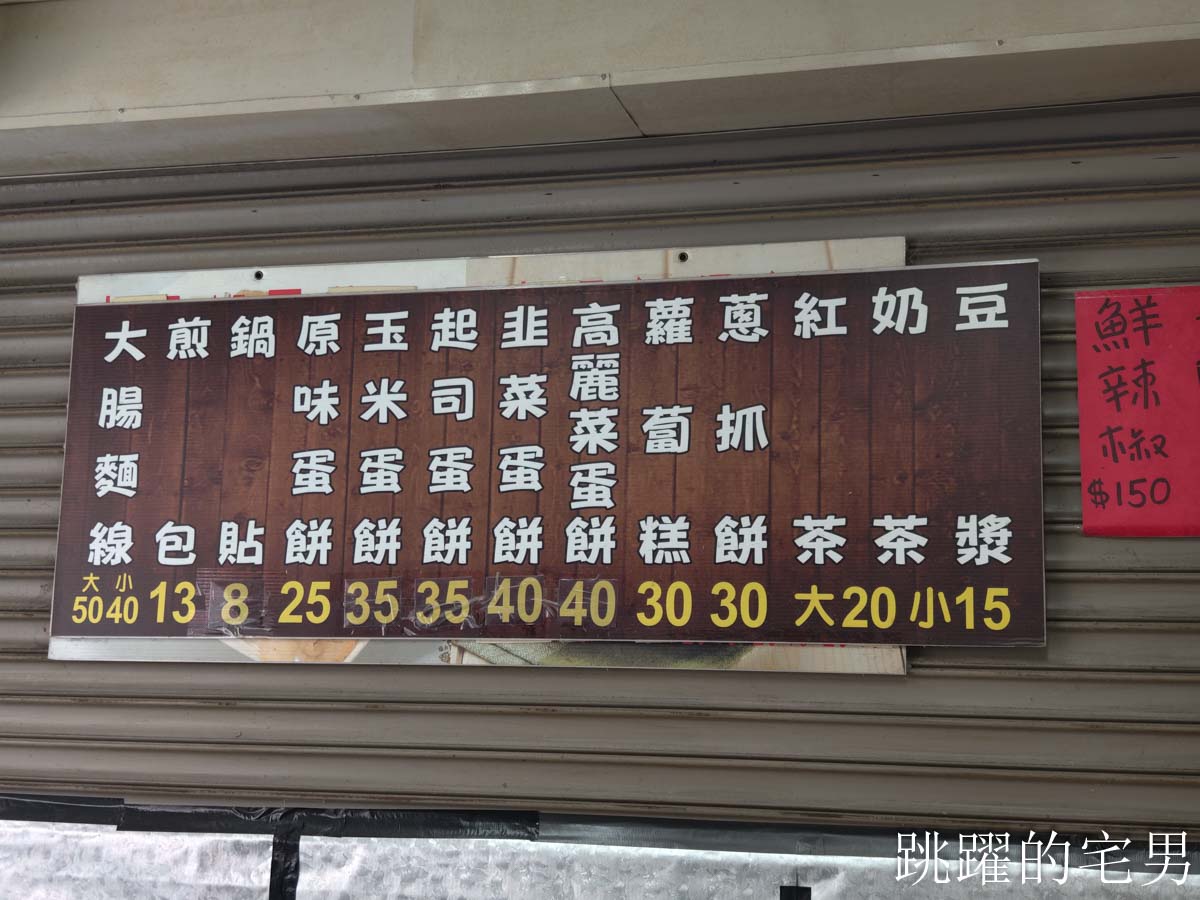 大腸麵線 大50 小40
煎包 13
鍋貼 8
原味蛋餅 25
玉米蛋餅 35
起司蛋餅 35
韭菜蛋餅 40
高麗菜蛋餅 40
蘿蔔糕 30
蔥抓餅 30
紅茶
奶茶
豆漿
大20 小15
鮮辣椒
$150
跳躍的宅男